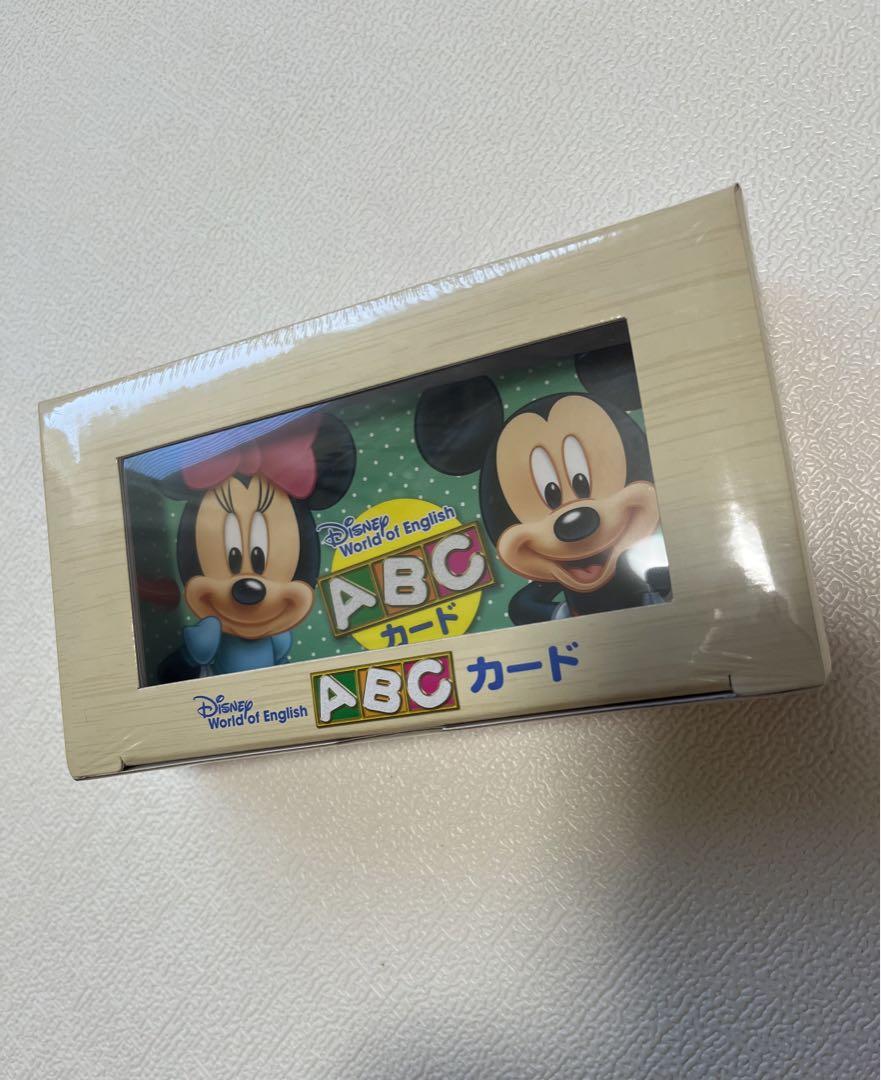 Disney
World of English
ABC
カード
Disney
World of English
ABC カード